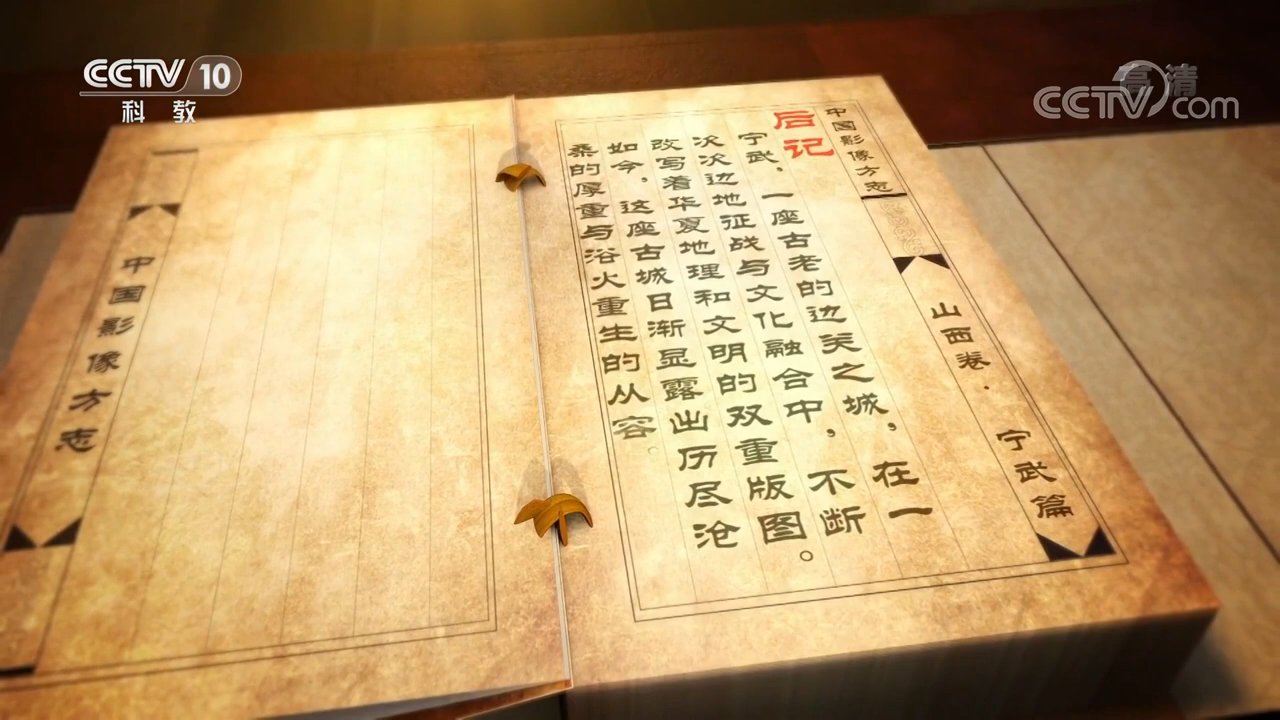 CCTV 10
科教
高清
CCTV.com
中国影像方志
山西卷·宁武篇
后记
宁武，一座古老的边关之城，在一
次次边地征战与文化融合中，不断
改写着华夏地理和文明的双重版图。
如今，这座古城日渐显露出历尽沧
桑的厚重与浴火重生的从容。
中国影像方志